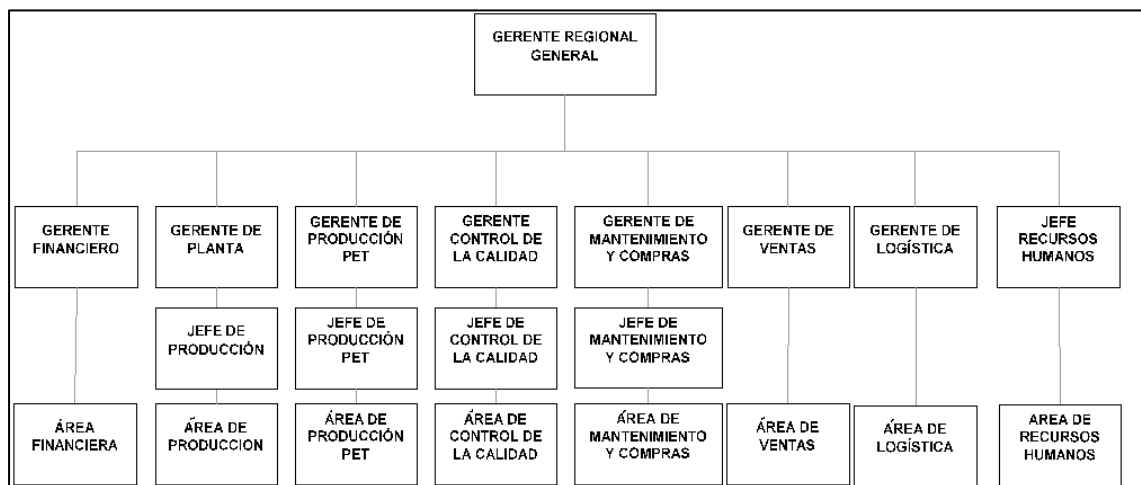 GERENTE REGIONAL
GENERAL
GERENTE
FINANCIERO
GERENTE DE
PLANTA
GERENTE DE
PRODUCCIÓN
PET
GERENTE
CONTROL DE
LA CALIDAD
GERENTE DE
MANTENIMIENTO
Y COMPRAS
GERENTE DE
VENTAS
GERENTE DE
LOGÍSTICA
JEFE
RECURSOS
HUMANOS
JEFE DE
PRODUCCIÓN
JEFE DE
PRODUCCIÓN
PET
JEFE DE
CONTROL DE
LA CALIDAD
JEFE DE
MANTENIMIENTO
Y COMPRAS
ÁREA
FINANCIERA
ÁREA DE
PRODUCCION
ÁREA DE
PRODUCCIÓN
PET
ÁREA DE
CONTROL DE
LA CALIDAD
ÁREA DE
MANTENIMIENTO
Y COMPRAS
ÁREA DE
VENTAS
ÁREA DE
LOGÍSTICA
AREA DE
RECURSOS
HUMANOS